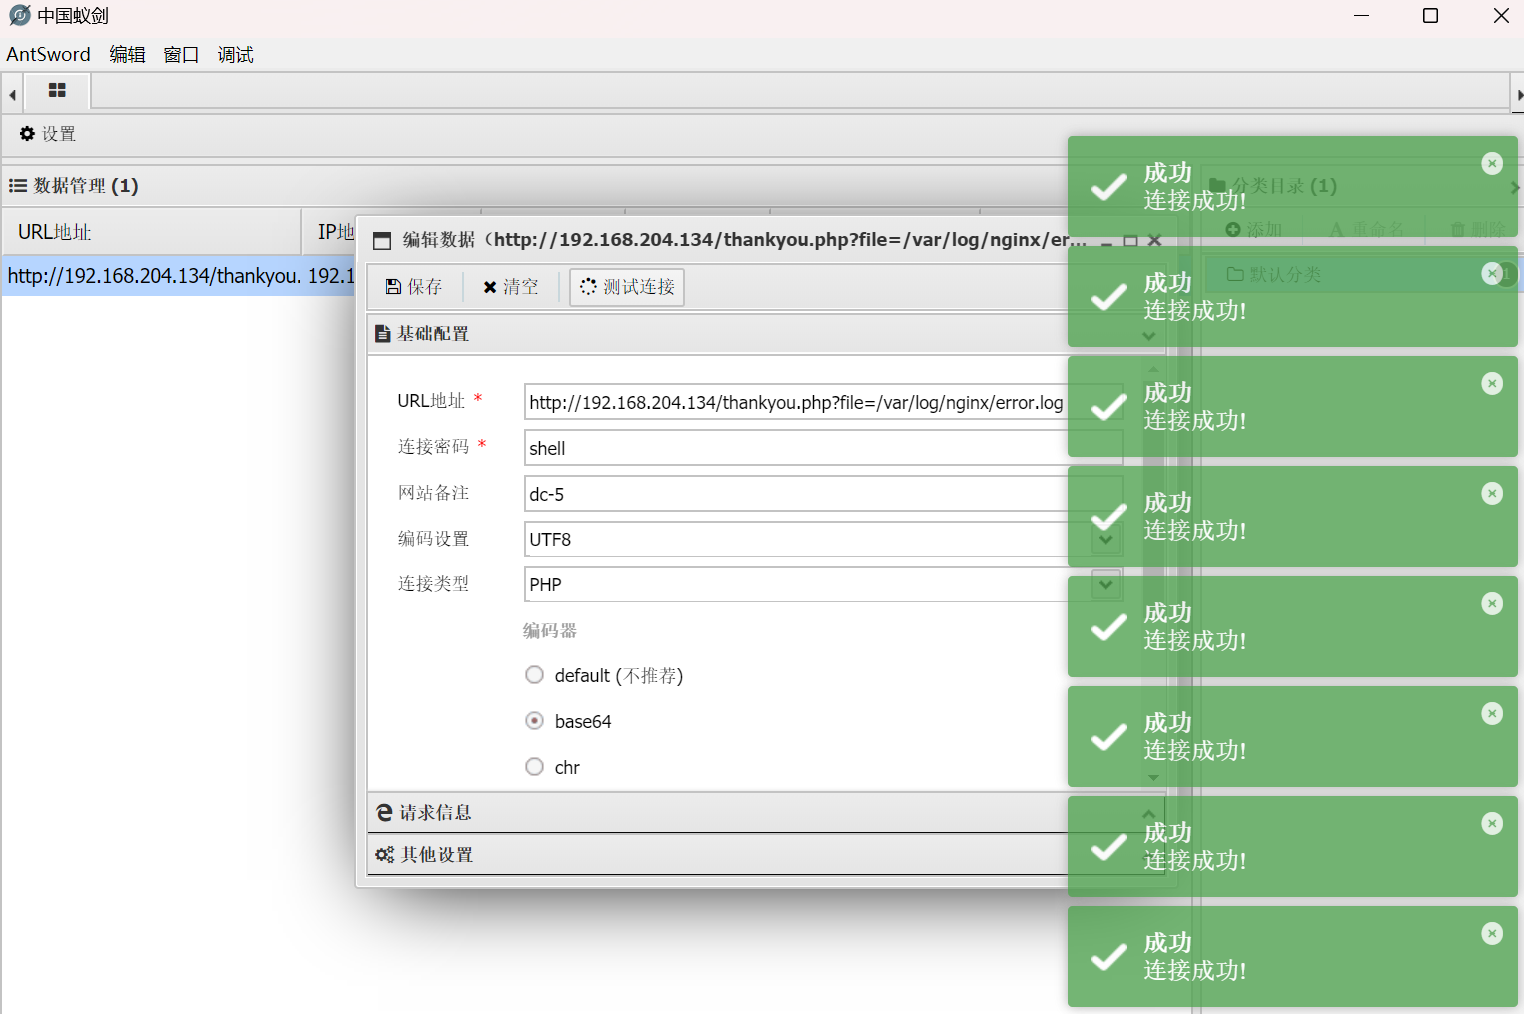 中国蚁剑
AntSword 编辑 窗口 调试
设置
数据管理 (1)
分类目录 (1)
URL地址
IP地
添加 重命名 删除
http://192.168.204.134/thankyou. 192.1
默认分类 1
编辑数据（http://192.168.204.134/thankyou.php?file=/var/log/nginx/er...
保存 清空 测试连接
基础配置
URL地址 * http://192.168.204.134/thankyou.php?file=/var/log/nginx/error.log
连接密码 * shell
网站备注 dc-5
编码设置 UTF8
连接类型 PHP
编码器
default (不推荐)
base64
chr
请求信息
其他设置
成功
连接成功!
成功
连接成功!
成功
连接成功!
成功
连接成功!
成功
连接成功!
成功
连接成功!
成功
连接成功!
成功
连接成功!